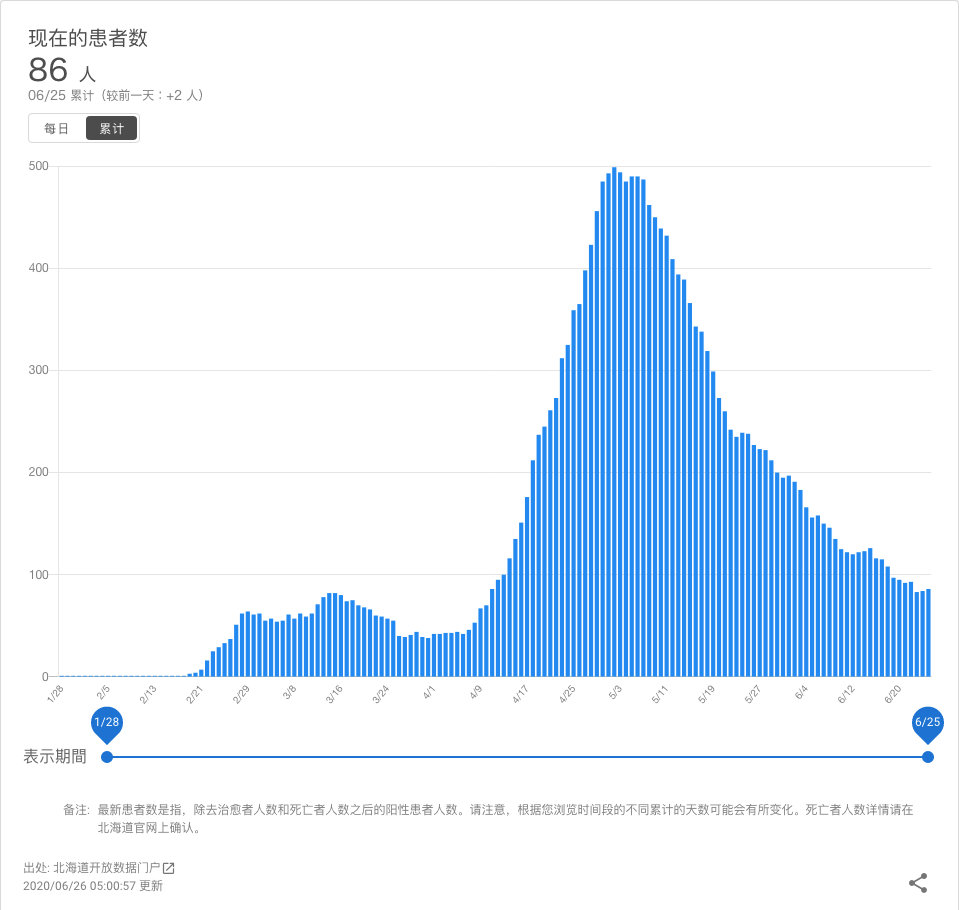 现在的患者数
86 人
06/25 累计（较前一天：+2 人）
每日 累计
500
400
300
200
100
0
1/28 2/5 2/13 2/21 2/29 3/8 3/16 3/24 4/1 4/9 4/17 4/25 5/3 5/11 5/19 5/27 6/4 6/12 6/20
1/28 6/25
表示期間
备注: 最新患者数是指，除去治愈者人数和死亡者人数之后的阳性患者人数。请注意，根据您浏览时间段的不同累计的天数可能会有所变化。死亡者人数详情请在
北海道官网上确认。
出处: 北海道开放数据门户
2020/06/26 05:00:57 更新